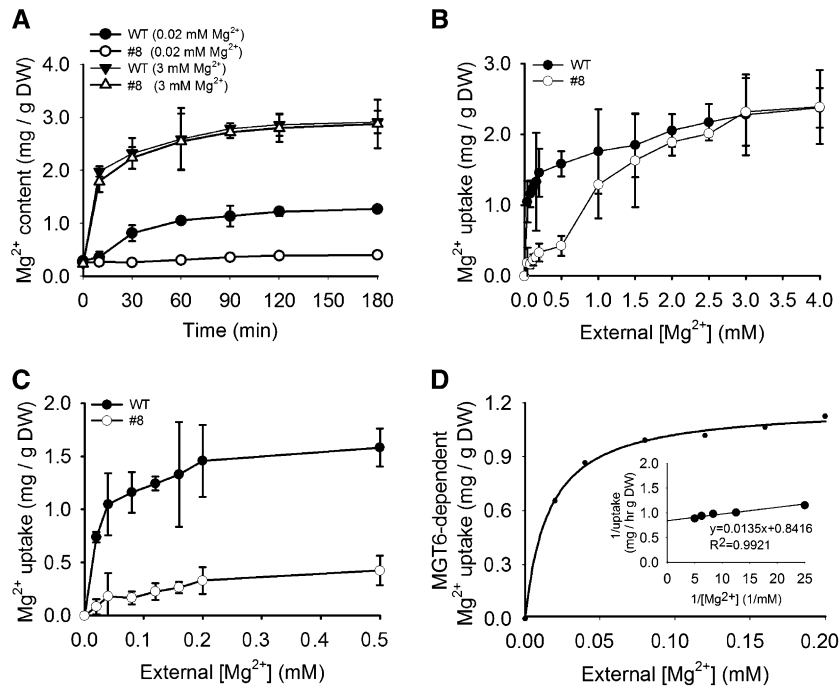 A
WT (0.02 mM Mg²⁺)
#8 (0.02 mM Mg²⁺)
WT (3 mM Mg²⁺)
#8 (3 mM Mg²⁺)
4.0
3.0
2.0
1.0
0.0
Mg²⁺ content (mg / g DW)
0 30 60 90 120 150 180
Time (min)
B
WT
#8
3.0
2.0
1.0
0.0
Mg²⁺ uptake (mg / g DW)
0.0 0.5 1.0 1.5 2.0 2.5 3.0 3.5 4.0
External [Mg²⁺] (mM)
C
WT
#8
2.0
1.5
1.0
0.5
0.0
Mg²⁺ uptake (mg / g DW)
0.0 0.1 0.2 0.3 0.4 0.5
External [Mg²⁺] (mM)
D
1.2
0.9
0.6
0.3
0.0
MGT6-dependent
Mg²⁺ uptake (mg / g DW)
2.0
1.5
1.0
0.5
0.0
1/uptake
(mg / hr g DW)
y=0.0135x+0.8416
R²=0.9921
0 5 10 15 20 25
1/[Mg²⁺] (1/mM)
0.00 0.05 0.10 0.15 0.20
External [Mg²⁺] (mM)